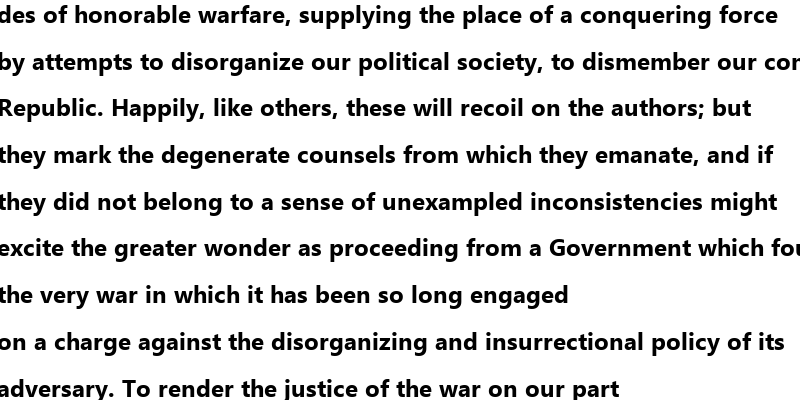 des of honorable warfare, supplying the place of a conquering force
by attempts to disorganize our political society, to dismember our
Republic. Happily, like others, these will recoil on the authors; but
they mark the degenerate counsels from which they emanate, and if
they did not belong to a sense of unexampled inconsistencies might
excite the greater wonder as proceeding from a Government which
the very war in which it has been so long engaged
on a charge against the disorganizing and insurrectional policy of its
adversary. To render the justice of the war on our part